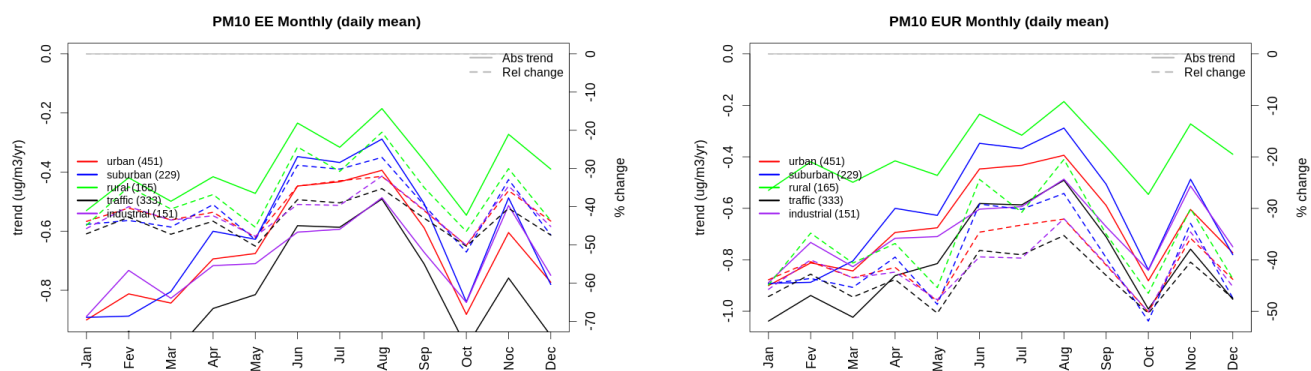 PM10 EE Monthly (daily mean)
trend (ug/m3/yr)
0.0
-0.2
-0.4
-0.6
-0.8
Abs trend
Rel change
urban (451)
suburban (229)
rural (165)
traffic (333)
industrial (151)
0
-10
-20
-30
-40
-50
-60
-70
% change
Jan Fev Mar Apr May Jun Jul Aug Sep Oct Noc Dec
PM10 EUR Monthly (daily mean)
trend (ug/m3/yr)
0.0
-0.2
-0.4
-0.6
-0.8
-1.0
Abs trend
Rel change
urban (451)
suburban (229)
rural (165)
traffic (333)
industrial (151)
0
-10
-20
-30
-40
-50
% change
Jan Fev Mar Apr May Jun Jul Aug Sep Oct Noc Dec